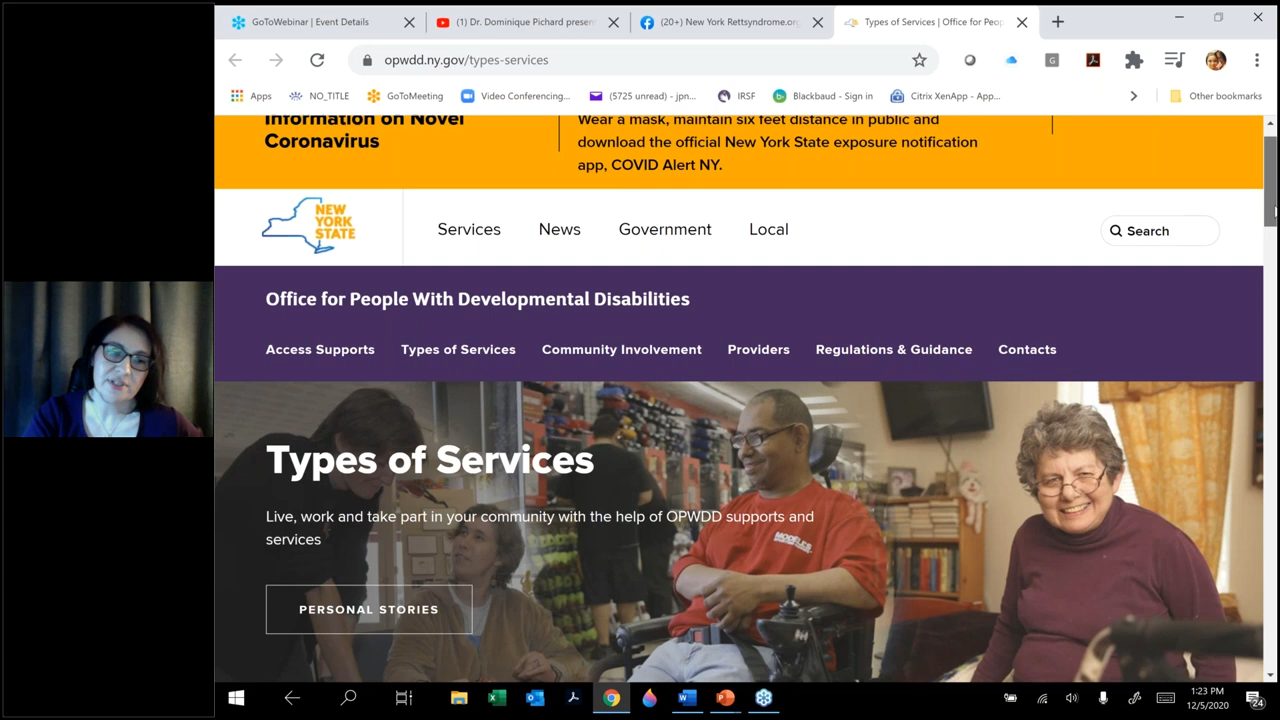 GoToWebinar | Event Details
(1) Dr. Dominique Pichard presen
(20+) New York Rettsyndrome.org
Types of Services | Office for Peop
opwdd.ny.gov/types-services
G
Apps
NO_TITLE
GoToMeeting
Video Conferencing...
(5725 unread) - jpn...
IRSF
Blackbaud - Sign in
Citrix XenApp - Age...
Other bookmarks
Information on Novel
Coronavirus
Wear a mask, maintain six feet distance in public and
download the official New York State exposure notification
app, COVID Alert NY.
NEW
YORK
STATE
Services
News
Government
Local
Search
Office for People With Developmental Disabilities
Access Supports
Types of Services
Community Involvement
Providers
Regulations & Guidance
Contacts
Types of Services
Live, work and take part in your community with the help of OPWDD supports and
services
MODELL'S
PERSONAL STORIES
1:23 PM
12/5/2020
24